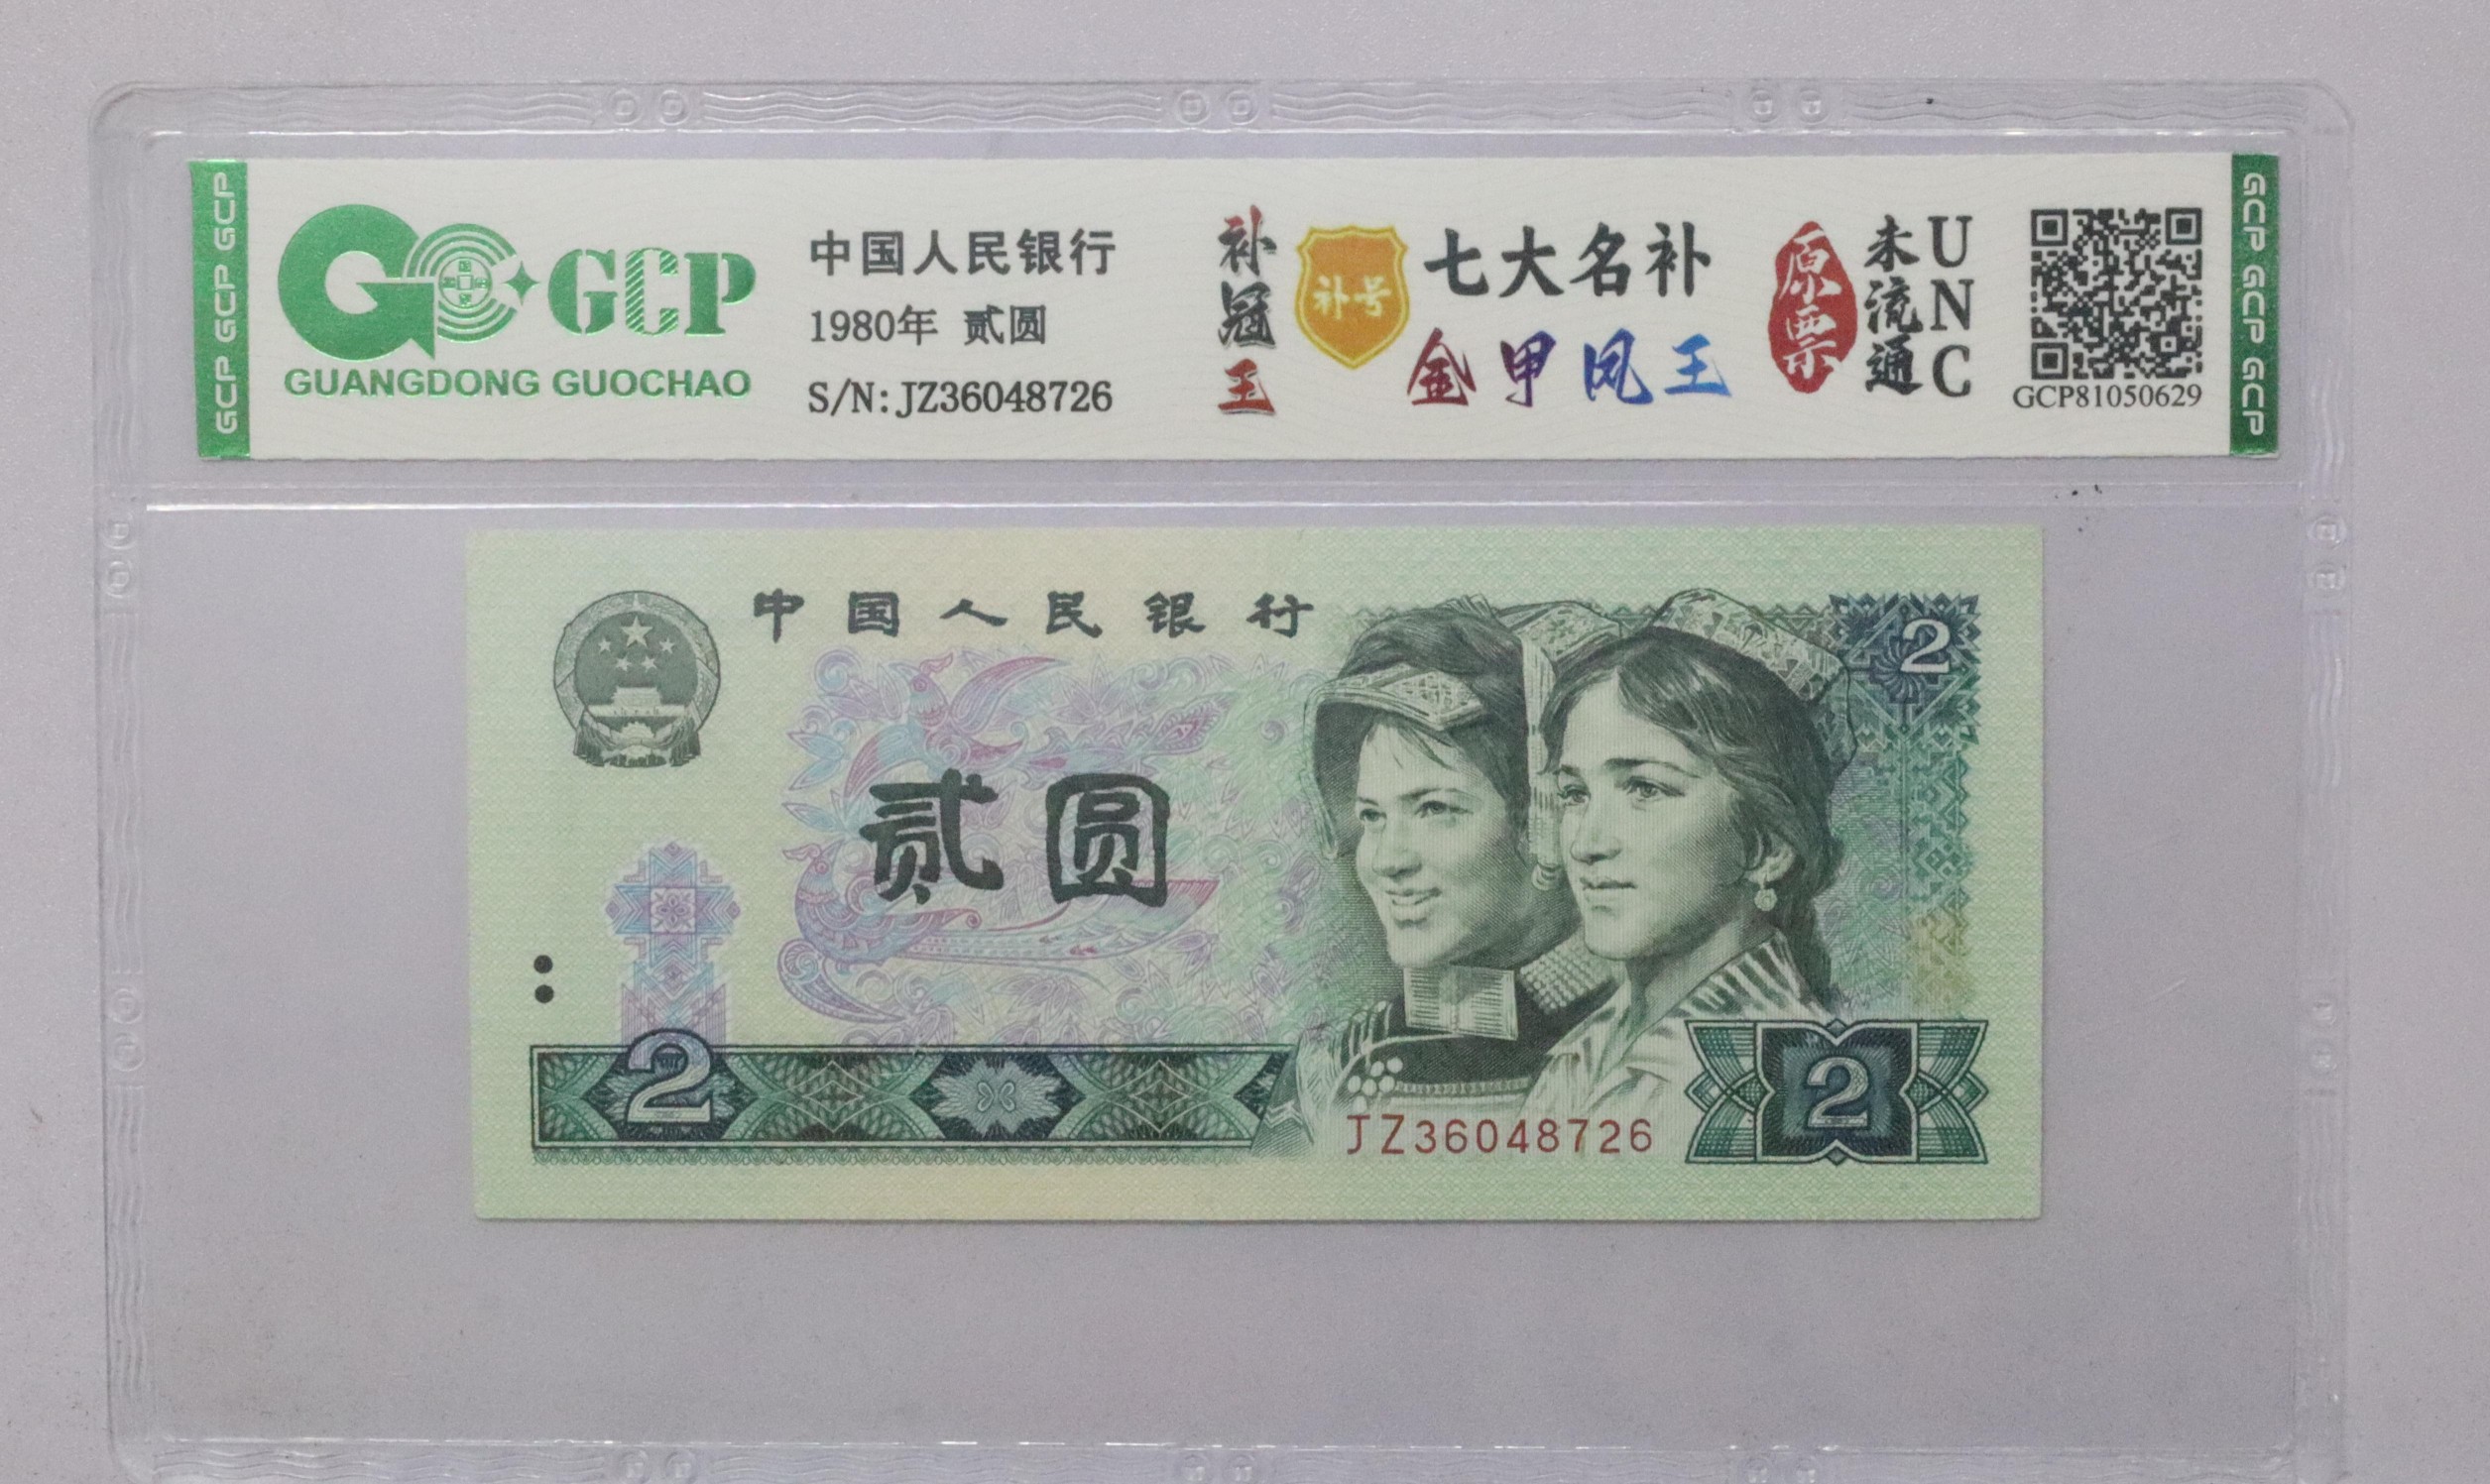 GCP GCP GCP
GCP
GUANGDONG GUOCHAO
中国人民银行
1980年 贰圆
S/N: JZ36048726
补冠王
补号
七大名补
金甲凤王
原票
未流通
UNC
GCP81050629
GCP GCP GCP
中国人民银行
2
贰圆
2
JZ36048726
2